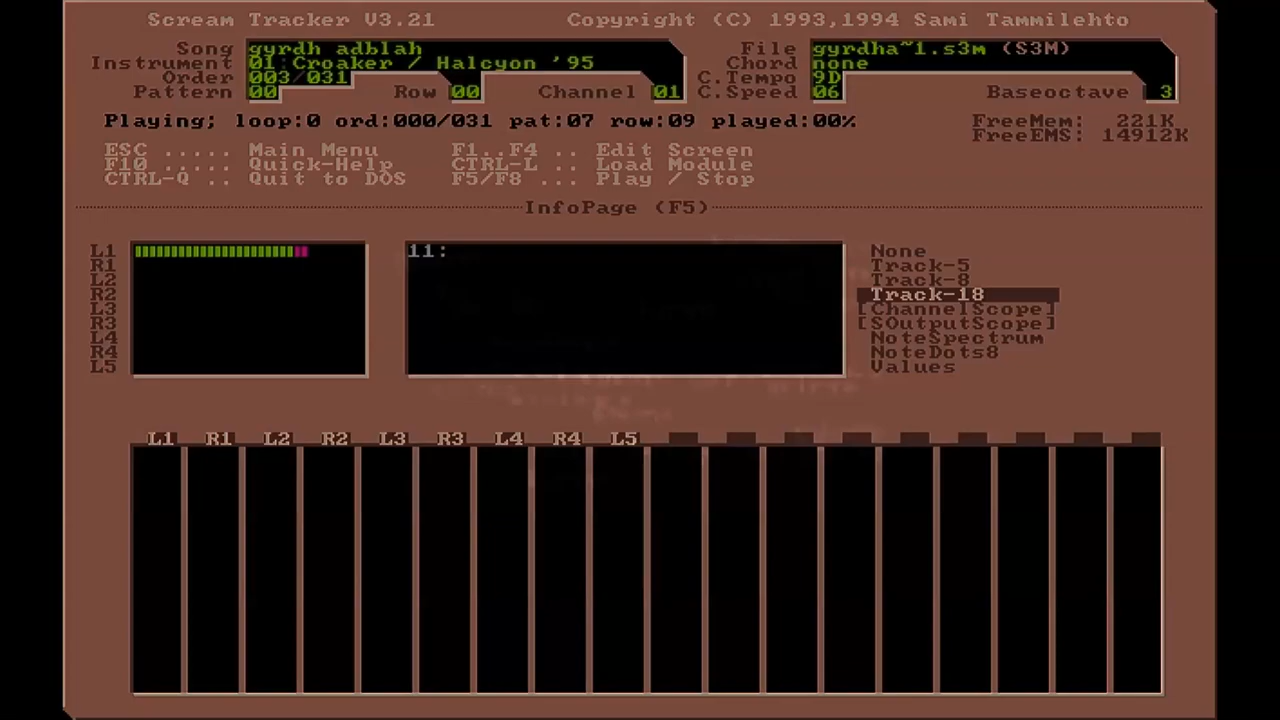 Scream Tracker V3.21 Copyright (C) 1993,1994 Sami Tammilehto
Song gyrdh adblah File gyrdha~1.s3m (S3M)
Instrument 01:Croaker / Halcyon '95 Chord none
Order 003/031 C.Tempo 9D
Pattern 00 Row 00 Channel 01 C.Speed 06 Baseoctave 3
Playing; loop:0 ord:000/031 pat:07 row:09 played:00% FreeMem: 221K
FreeEMS: 14912K
ESC ..... Main Menu F1..F4 .. Edit Screen
F10 ..... Quick-Help CTRL-L .. Load Module
CTRL-Q .. Quit to DOS F5/F8 ... Play / Stop
InfoPage (F5)
L1 11: None
R1 Track-5
L2 Track-8
R2 Track-18
L3 [ChannelScope]
R3 [SOutputScope]
L4 NoteSpectrum
R4 NoteDots8
L5 Values
L1 R1 L2 R2 L3 R3 L4 R4 L5